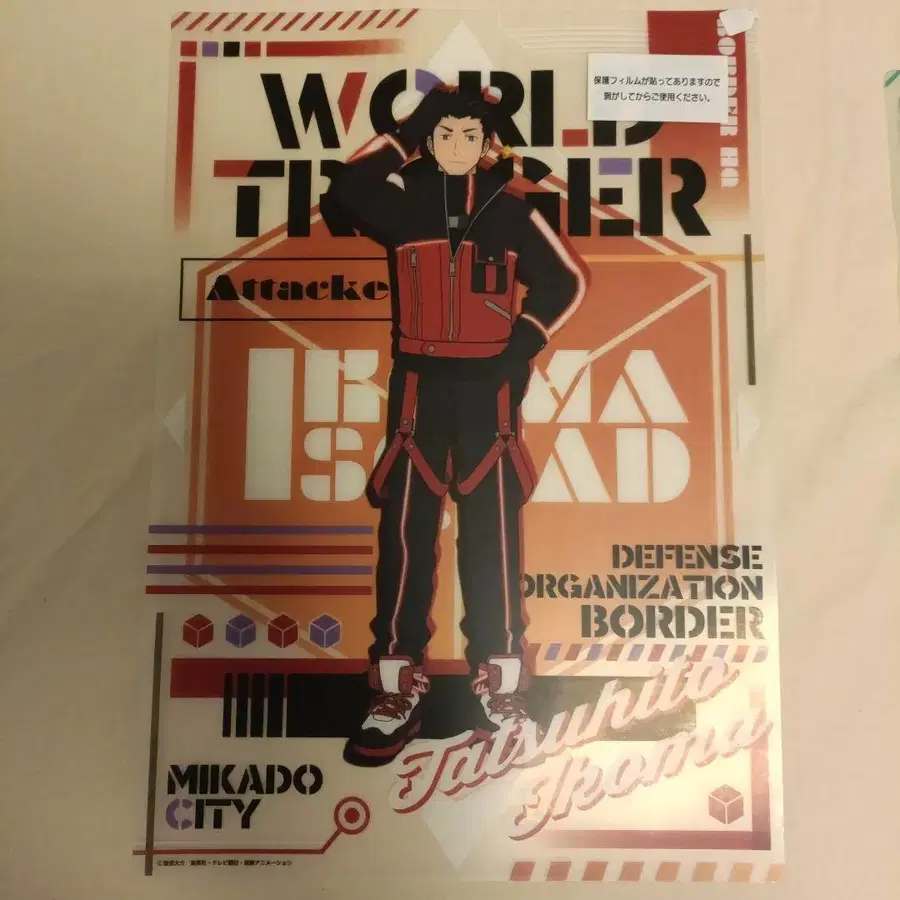 WORLD
TRIGGER
BORDER HQ
保護フィルムが貼ってありますので
剥がしてからご使用ください。
Attacke
IKOMA
SQUAD
DEFENSE
ORGANIZATION
BORDER
Tatsuhito
Ikoma
MIKADO
CITY